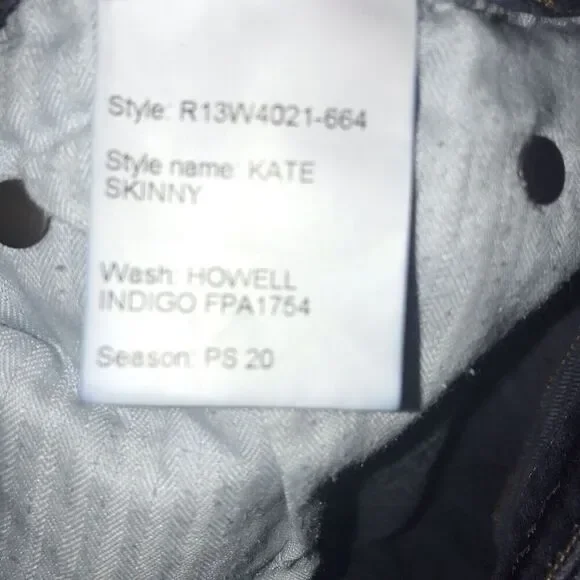 Style: R13W4021-664
Style name: KATE
SKINNY
Wash: HOWELL
INDIGO FPA1754
Season: PS 20